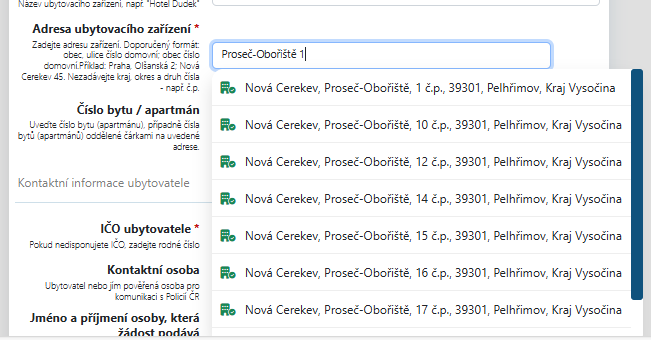 Název ubytovacího zařízení, např. "Hotel Dudek"
Adresa ubytovacího zařízení *
Zadejte adresu zařízení. Doporučený formát:
obec, ulice číslo domovní; obec číslo
domovní.Příklad: Praha, Olšanská 2; Nová
Cerekev 45. Nezadávejte kraj, okres a druh čísla
- např. č.p.
Proseč-Obořiště 1
Nová Cerekev, Proseč-Obořiště, 1 č.p., 39301, Pelhřimov, Kraj Vysočina
Číslo bytu / apartmán
Uveďte číslo bytu (apartmánu), případně čísla
bytů (apartmánů) oddělené čárkami na uvedené
adrese.
Nová Cerekev, Proseč-Obořiště, 10 č.p., 39301, Pelhřimov, Kraj Vysočina
Nová Cerekev, Proseč-Obořiště, 12 č.p., 39301, Pelhřimov, Kraj Vysočina
Kontaktní informace ubytovatele
Nová Cerekev, Proseč-Obořiště, 14 č.p., 39301, Pelhřimov, Kraj Vysočina
IČO ubytovatele *
Pokud nedisponujete IČO, zadejte rodné číslo
Nová Cerekev, Proseč-Obořiště, 15 č.p., 39301, Pelhřimov, Kraj Vysočina
Kontaktní osoba
Ubytovatel nebo jím pověřená osoba pro
komunikaci s Policií ČR
Nová Cerekev, Proseč-Obořiště, 16 č.p., 39301, Pelhřimov, Kraj Vysočina
Nová Cerekev, Proseč-Obořiště, 17 č.p., 39301, Pelhřimov, Kraj Vysočina
Jméno a příjmení osoby, která
žádost podává